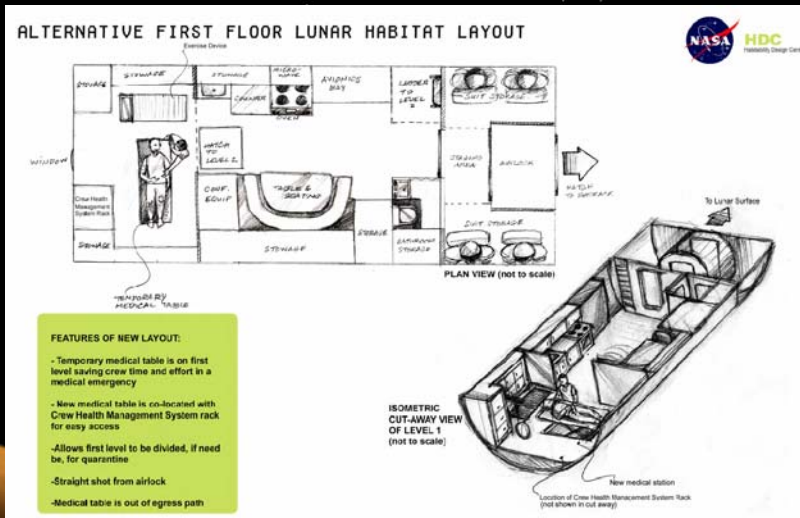 ALTERNATIVE FIRST FLOOR LUNAR HABITAT LAYOUT
NASA
HDC
Habitability Design Cent
Exercise Device
STOWAGE
STOWAGE
STOWAGE
MICRO-
WAVE
AVIONICS
BAY
LADDER
TO
LEVEL
2
SUIT STORAGE
COUNTER
OVEN
WINDOW
HATCH
TO
LEVEL 2
STAGING
AREA
AIRLOCK
HATCH
TO
Crew Health
Management
System Rack
CONF.
EQUIP
TABLE &
SEATING
STOWAGE
STOWAGE
STORAGE
STORAGE
SUIT STORAGE
PLAN VIEW (not to scale)
TEMPORARY
MEDICAL TABLE
To Lunar Surface
FEATURES OF NEW LAYOUT:
- Temporary medical table is on first
level saving crew time and effort in a
medical emergency
- New medical table is co-located with
Crew Health Management System rack
for easy access
-Allows first level to be divided, if need
be, for quarantine
-Straight shot from airlock
-Medical table is out of egress path
ISOMETRIC
CUT-AWAY VIEW
OF LEVEL 1
(not to scale)
New medical station
Location of Crew Health Management System Rack
(not shown in cut away)